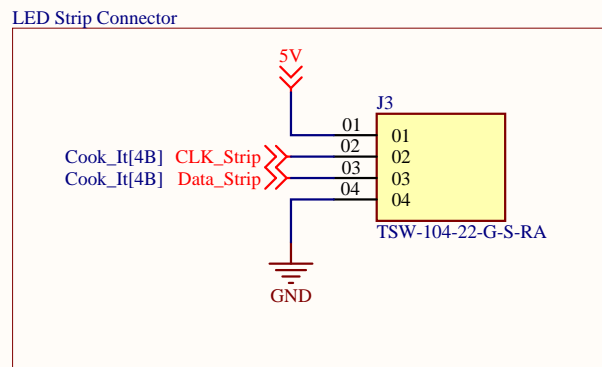 LED Strip Connector
5V
J3
01 01
Cook_It[4B] CLK_Strip 02 02
Cook_It[4B] Data_Strip 03 03
04 04
TSW-104-22-G-S-RA
GND